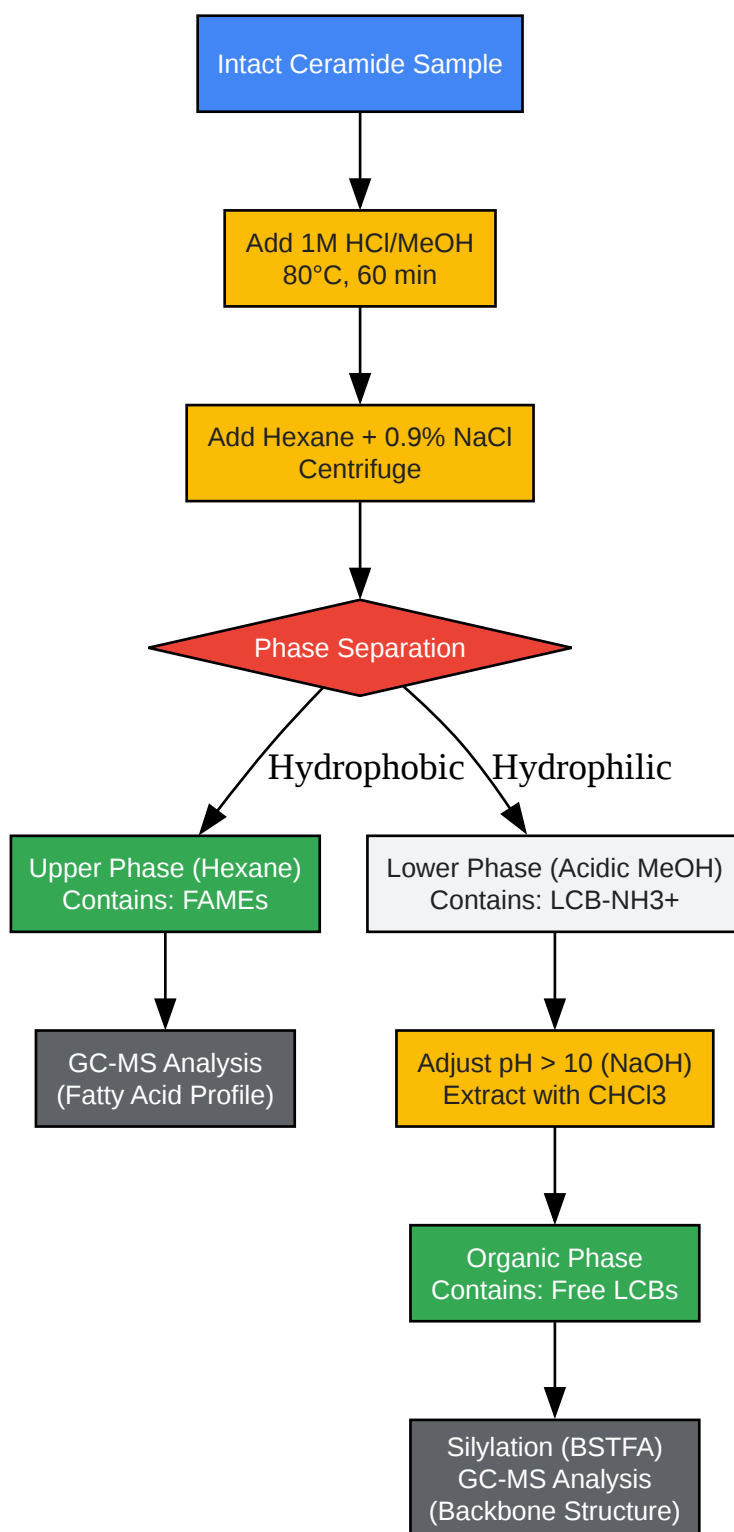 Intact Ceramide Sample
Add 1M HCl/MeOH
80°C, 60 min
Add Hexane + 0.9% NaCl
Centrifuge
Phase Separation
Hydrophobic
Hydrophilic
Upper Phase (Hexane)
Contains: FAMEs
Lower Phase (Acidic MeOH)
Contains: LCB-NH3+
GC-MS Analysis
(Fatty Acid Profile)
Adjust pH > 10 (NaOH)
Extract with CHCl3
Organic Phase
Contains: Free LCBs
Silylation (BSTFA)
GC-MS Analysis
(Backbone Structure)